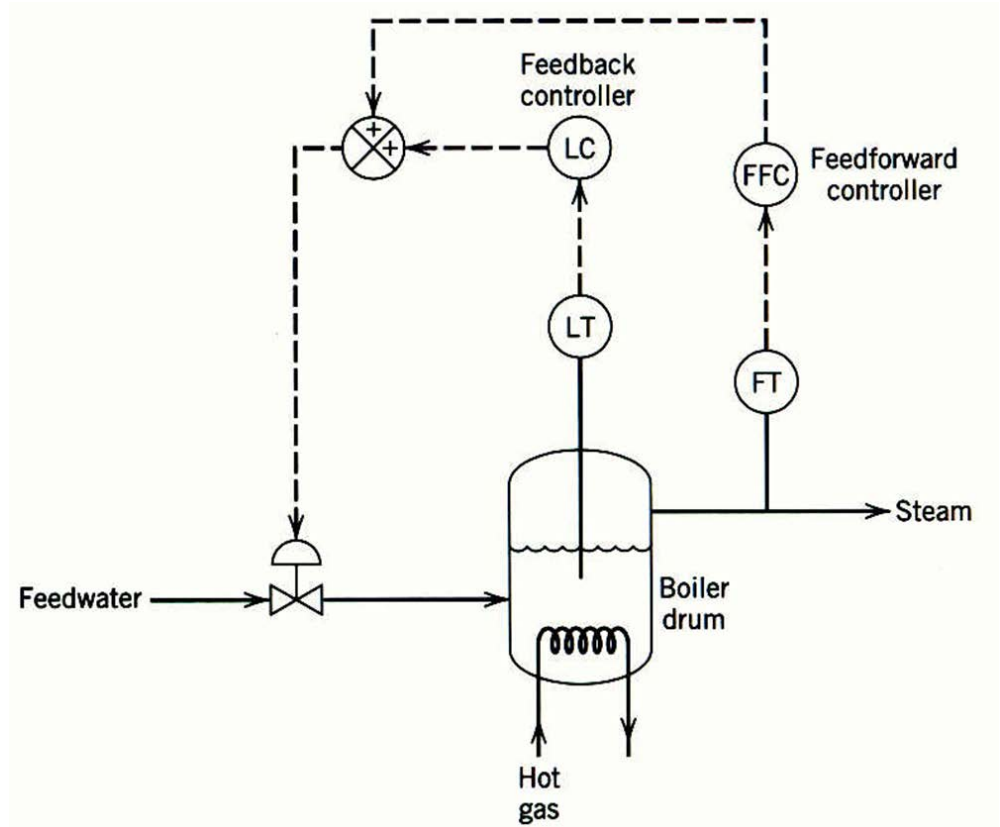 Feedback
controller
+
+
LC
FFC
Feedforward
controller
LT
FT
Steam
Feedwater
Boiler
drum
Hot
gas